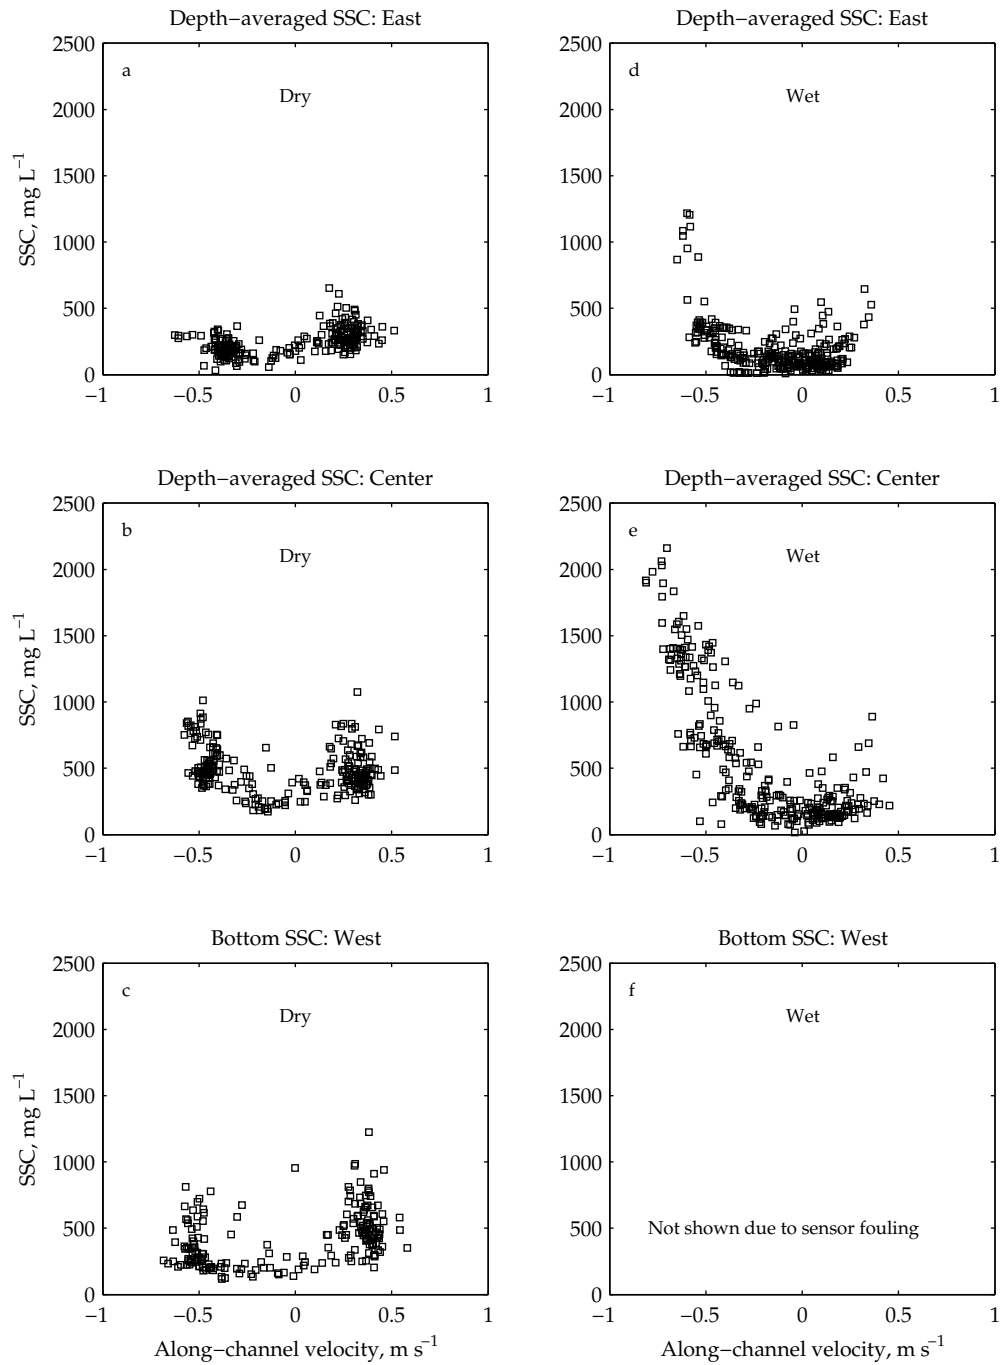 Depth−averaged SSC: East
a
Dry
2500
2000
1500
1000
500
0
SSC, mg L−1
−1
−0.5
0
0.5
1
Depth−averaged SSC: East
d
Wet
2500
2000
1500
1000
500
0
−1
−0.5
0
0.5
1
Depth−averaged SSC: Center
b
Dry
2500
2000
1500
1000
500
0
SSC, mg L−1
−1
−0.5
0
0.5
1
Depth−averaged SSC: Center
e
Wet
2500
2000
1500
1000
500
0
−1
−0.5
0
0.5
1
Bottom SSC: West
c
Dry
2500
2000
1500
1000
500
0
SSC, mg L−1
−1
−0.5
0
0.5
1
Along−channel velocity, m s−1
Bottom SSC: West
f
Wet
2500
2000
1500
1000
500
0
Not shown due to sensor fouling
−1
−0.5
0
0.5
1
Along−channel velocity, m s−1